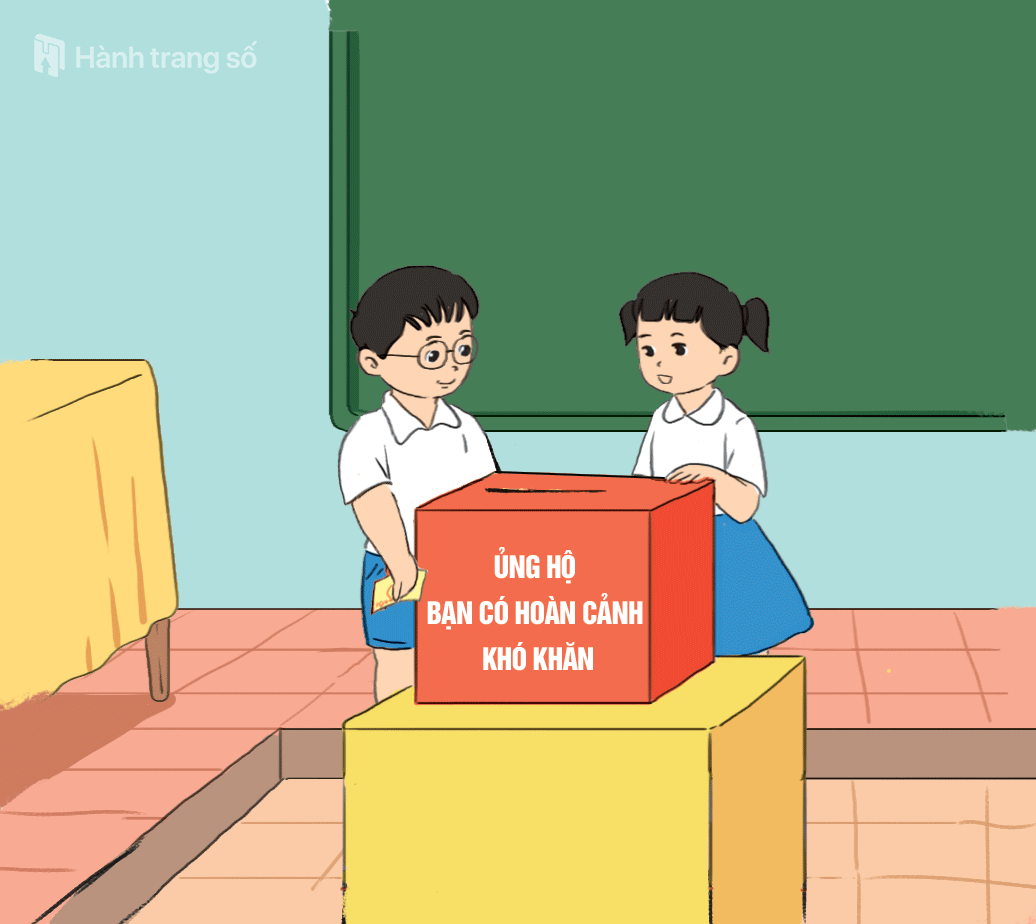 Hành trang số
ỦNG HỘ
BẠN CÓ HOÀN CẢNH
KHÓ KHĂN